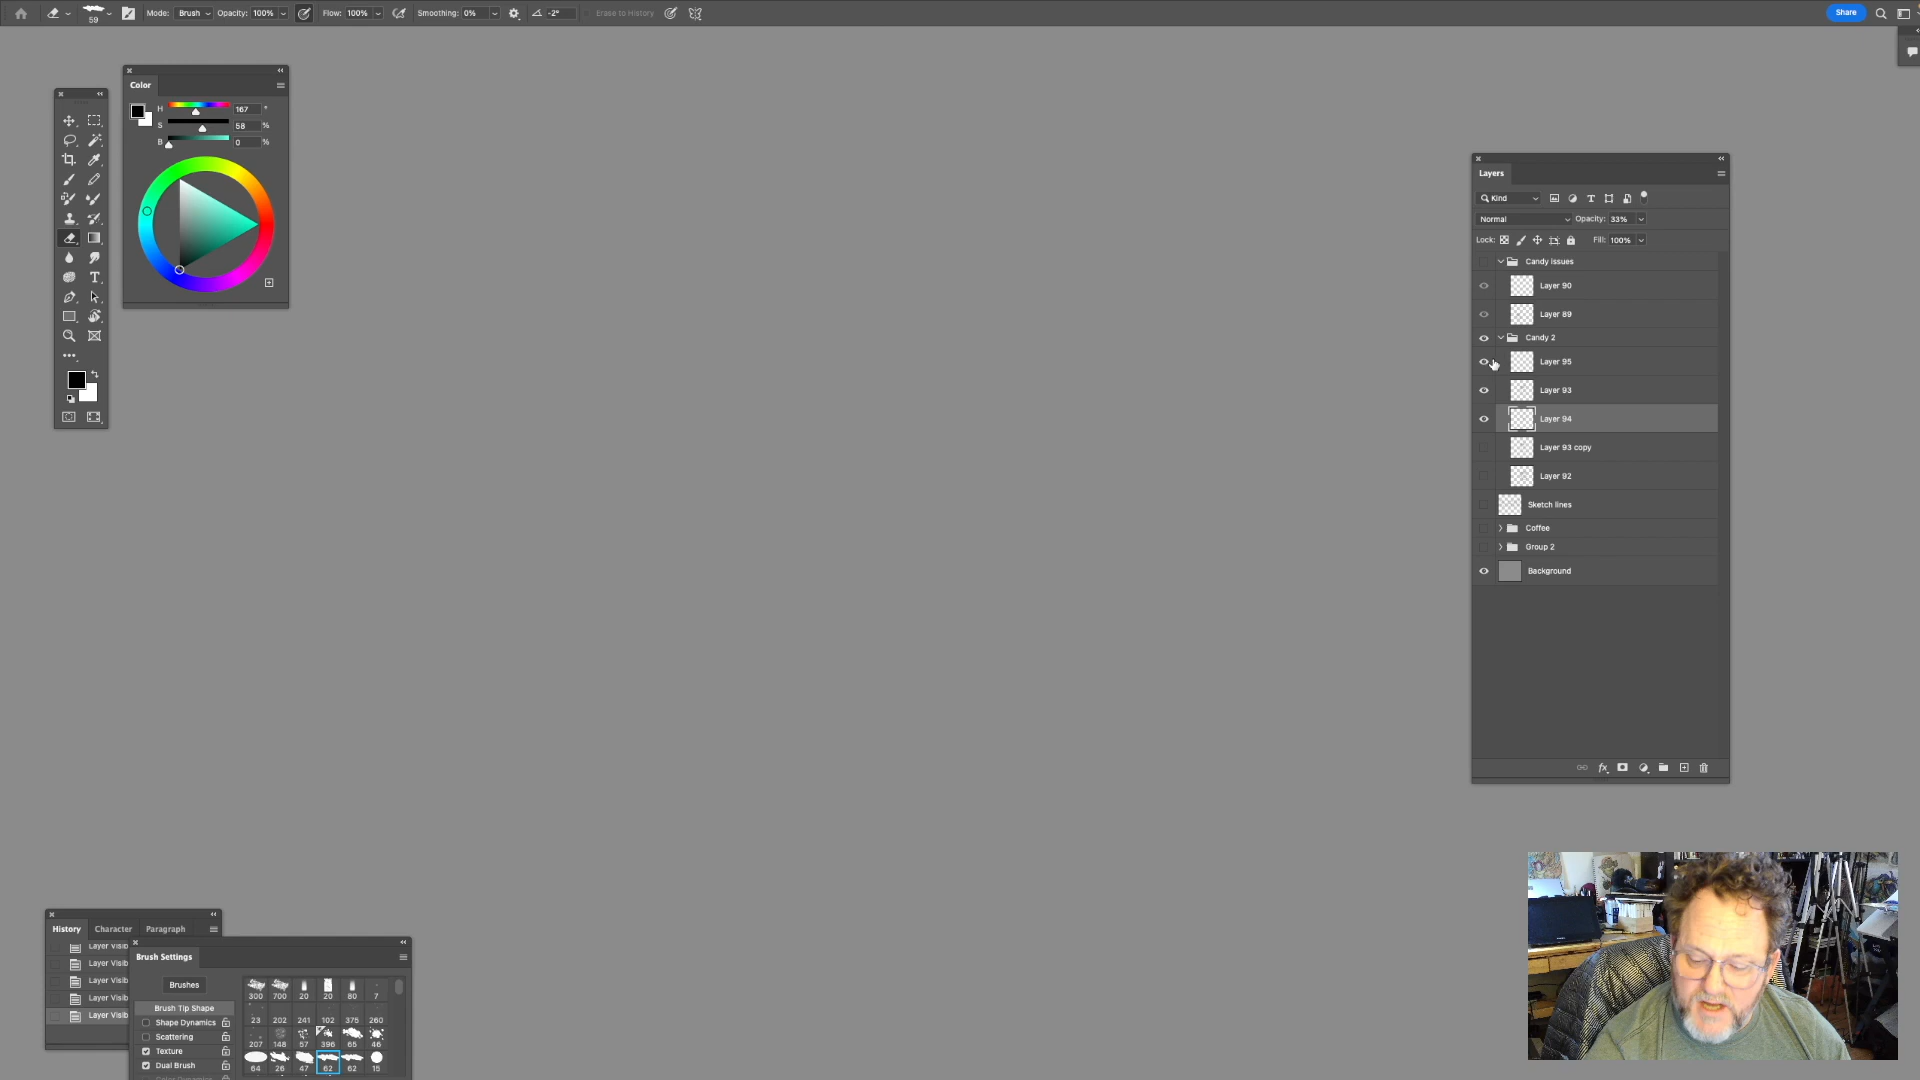 59
Mode: Brush Opacity: 100% Flow: 100% Smoothing: 0% -2° Erase to History
Share
Color
H 167 °
S 58 %
B 0 %
Layers
Kind
Normal Opacity: 33%
Lock: Fill: 100%
Candy issues
Layer 90
Layer 89
Candy 2
Layer 95
Layer 93
Layer 94
Layer 93 copy
Layer 92
Sketch lines
Coffee
Group 2
Background
History Character Paragraph
Layer Visib
Layer Visib
Layer Visib
Layer Visib
Layer Visib
Brush Settings
Brushes
Brush Tip Shape
Shape Dynamics
Scattering
Texture
Dual Brush
300 700 20 20 80 7
23 202 241 102 375 260
207 148 57 396 65 46
64 26 47 62 62 15